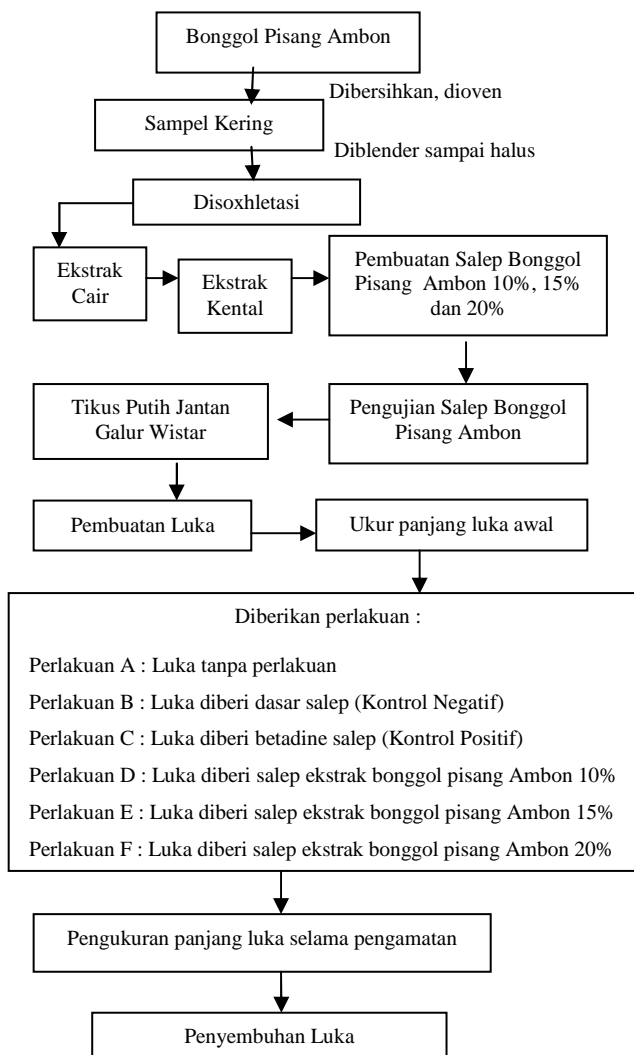 Bonggol Pisang Ambon
Dibersihkan, dioven
Sampel Kering
Diblender sampai halus
Disoxhletasi
Ekstrak
Cair
Ekstrak
Kental
Pembuatan Salep Bonggol
Pisang Ambon 10%, 15%
dan 20%
Pengujian Salep Bonggol
Pisang Ambon
Tikus Putih Jantan
Galur Wistar
Pembuatan Luka
Ukur panjang luka awal
Diberikan perlakuan :
Perlakuan A : Luka tanpa perlakuan
Perlakuan B : Luka diberi dasar salep (Kontrol Negatif)
Perlakuan C : Luka diberi betadine salep (Kontrol Positif)
Perlakuan D : Luka diberi salep ekstrak bonggol pisang Ambon 10%
Perlakuan E : Luka diberi salep ekstrak bonggol pisang Ambon 15%
Perlakuan F : Luka diberi salep ekstrak bonggol pisang Ambon 20%
Pengukuran panjang luka selama pengamatan
Penyembuhan Luka